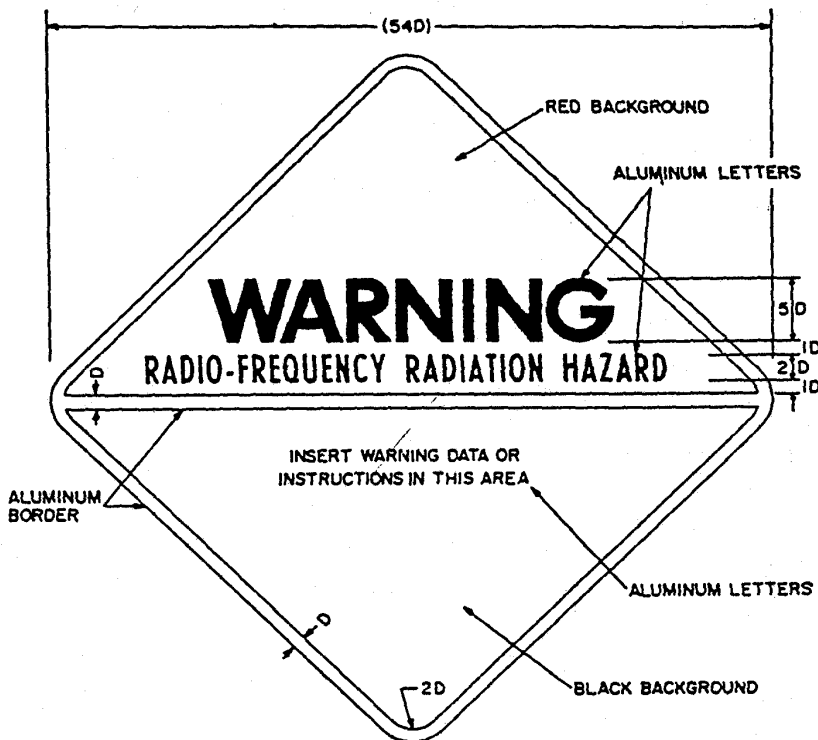 (54D)
RED BACKGROUND
ALUMINUM LETTERS
WARNING
5D
1D
RADIO-FREQUENCY RADIATION HAZARD
2D
1D
D
INSERT WARNING DATA OR
INSTRUCTIONS IN THIS AREA
ALUMINUM
BORDER
ALUMINUM LETTERS
D
2D
BLACK BACKGROUND